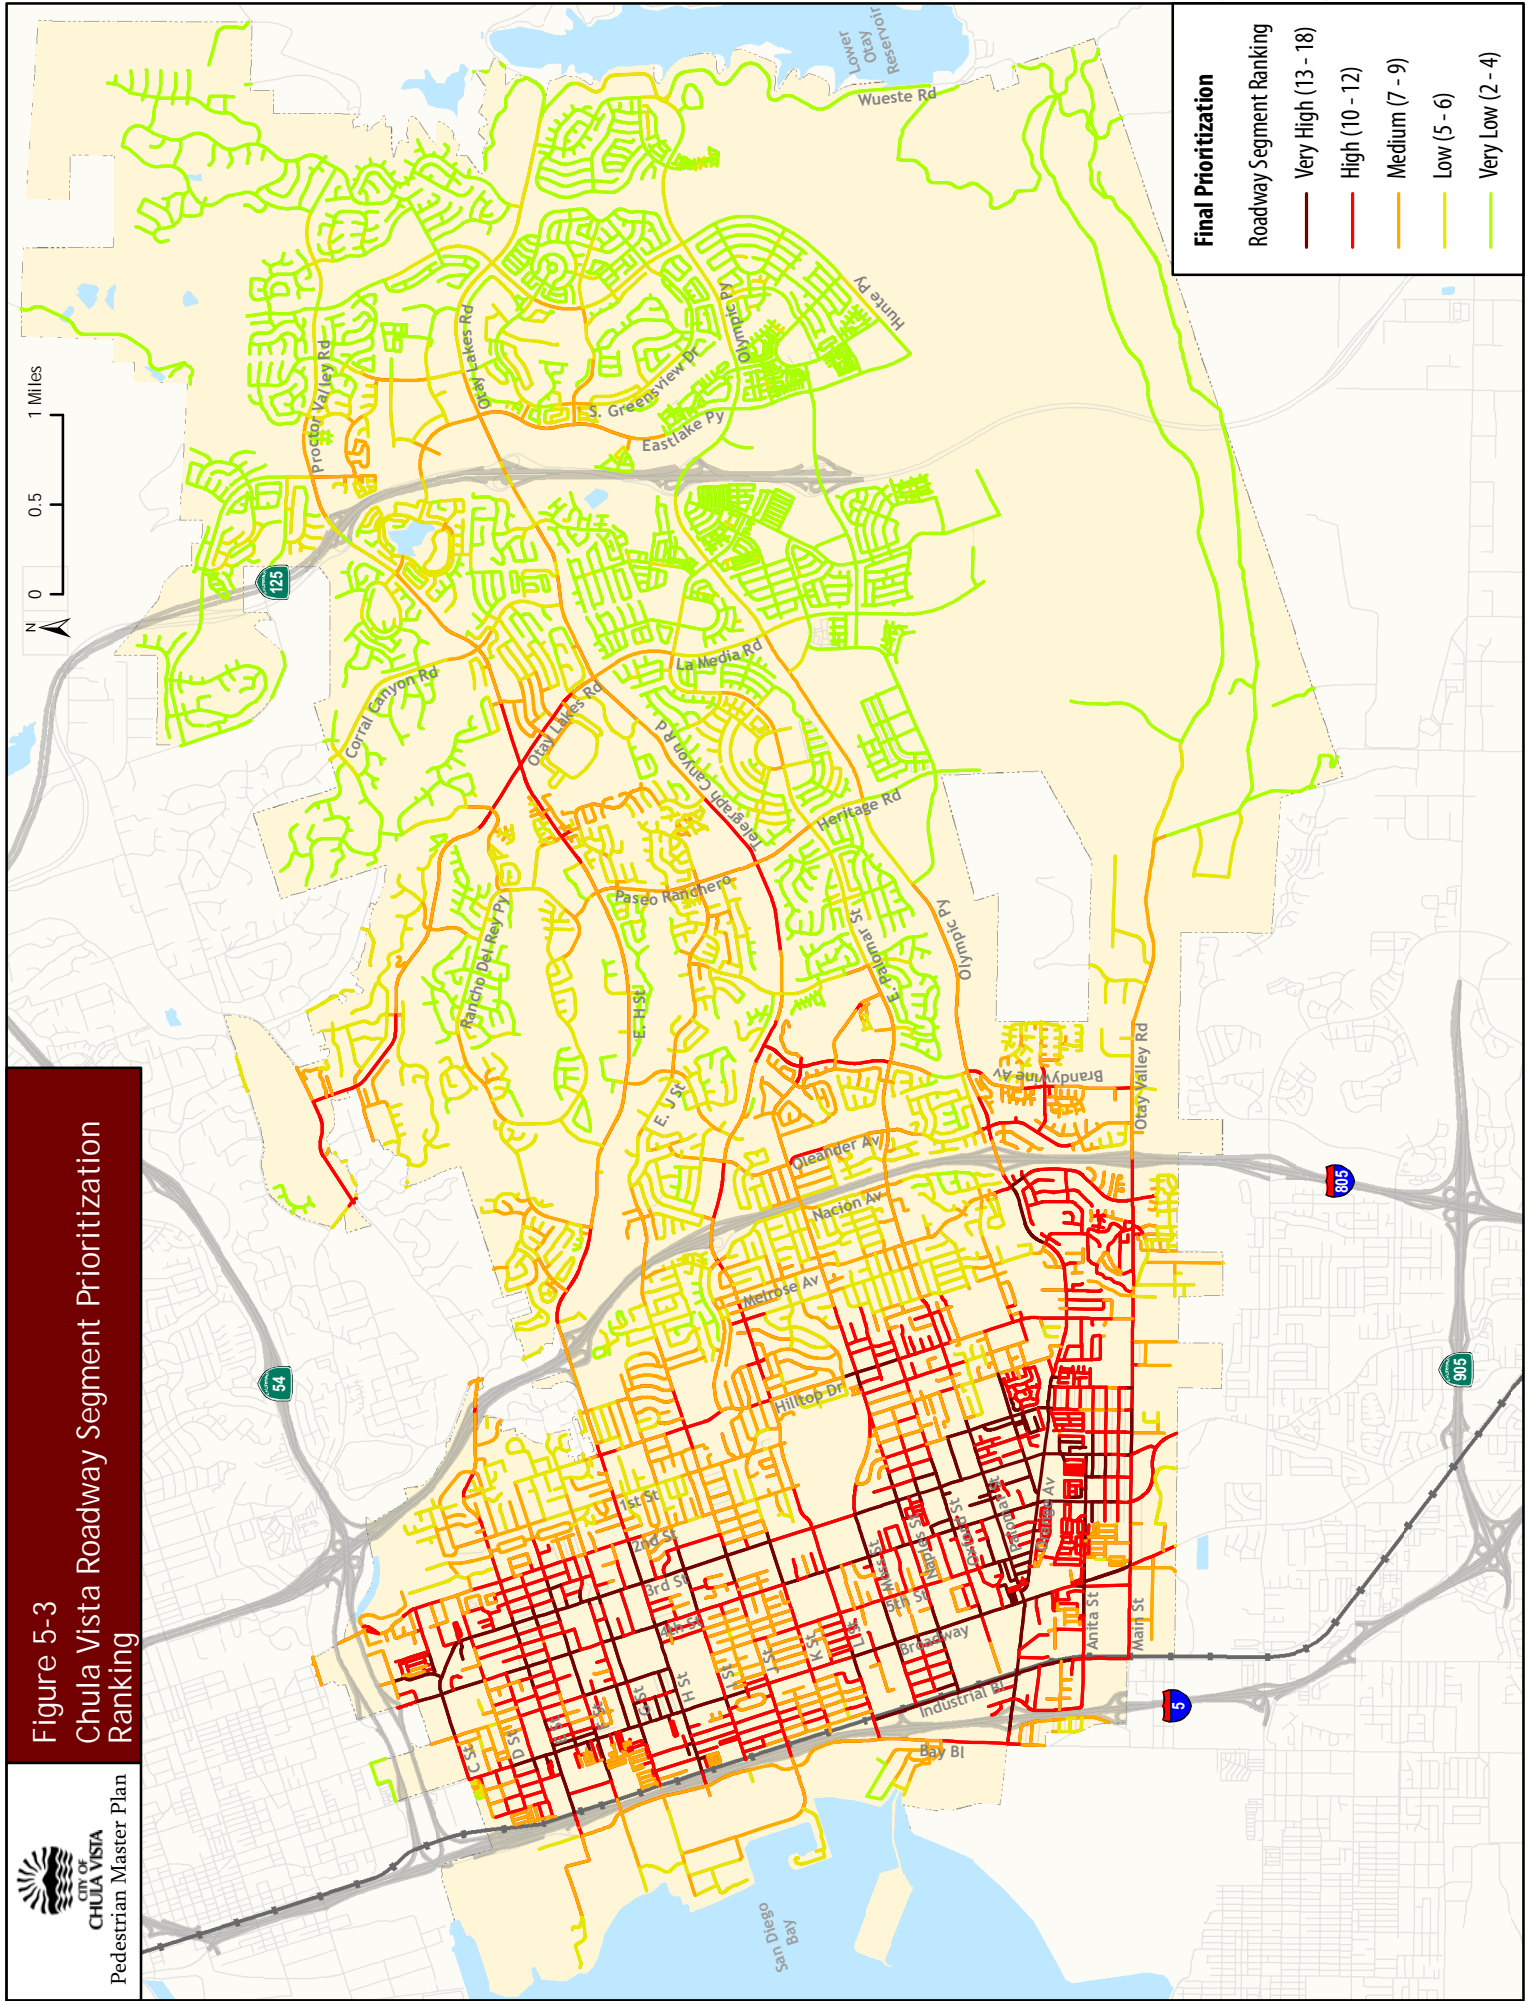 CITY OF
CHULA VISTA
Pedestrian Master Plan
Figure 5-3
Chula Vista Roadway Segment Prioritization
Ranking
N
0 0.5 1 Miles
54
125
805
905
5
Proctor Valley Rd
Corral Canyon Rd
Otay Lakes Rd
Otay Lakes Rd
Lower
Otay
Reservoir
Wueste Rd
Hunte Py
Olympic Py
S. Greensview Dr
Eastlake Py
La Media Rd
Telegraph Canyon Rd
Heritage Rd
Paseo Ranchero
Rancho Del Rey Py
E. H St
E. J St
E. Palomar St
Olympic Py
Brandywine Av
Otay Valley Rd
Oleander Av
Nacion Av
Melrose Av
Hilltop Dr
1st St
2nd St
3rd St
4th St
5th St
Broadway
Industrial Bl
Bay Bl
C St
D St
G St
H St
I St
J St
K St
L St
Moss St
Naples St
Oxford St
Palomar St
Orange Av
Anita St
Main St
San Diego
Bay
Final Prioritization
Roadway Segment Ranking
Very High (13 - 18)
High (10 - 12)
Medium (7 - 9)
Low (5 - 6)
Very Low (2 - 4)